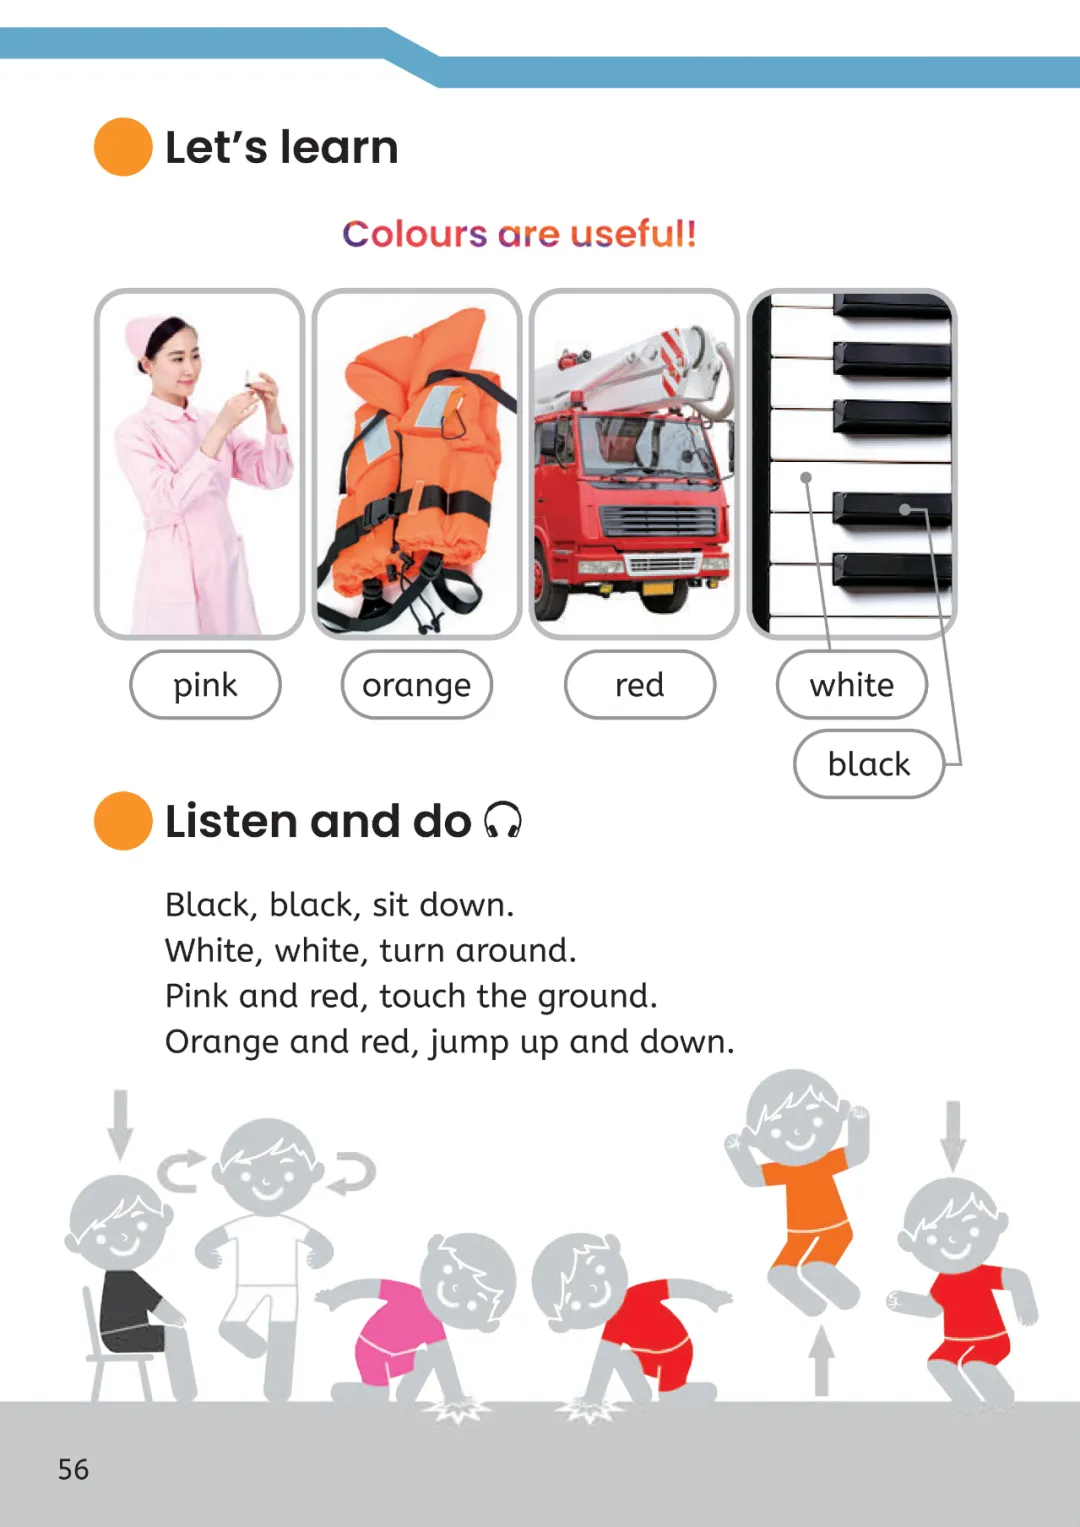 Let's learn
Colours are useful!
pink
orange
red
white
black
Listen and do
Black, black, sit down.
White, white, turn around.
Pink and red, touch the ground.
Orange and red, jump up and down.
56